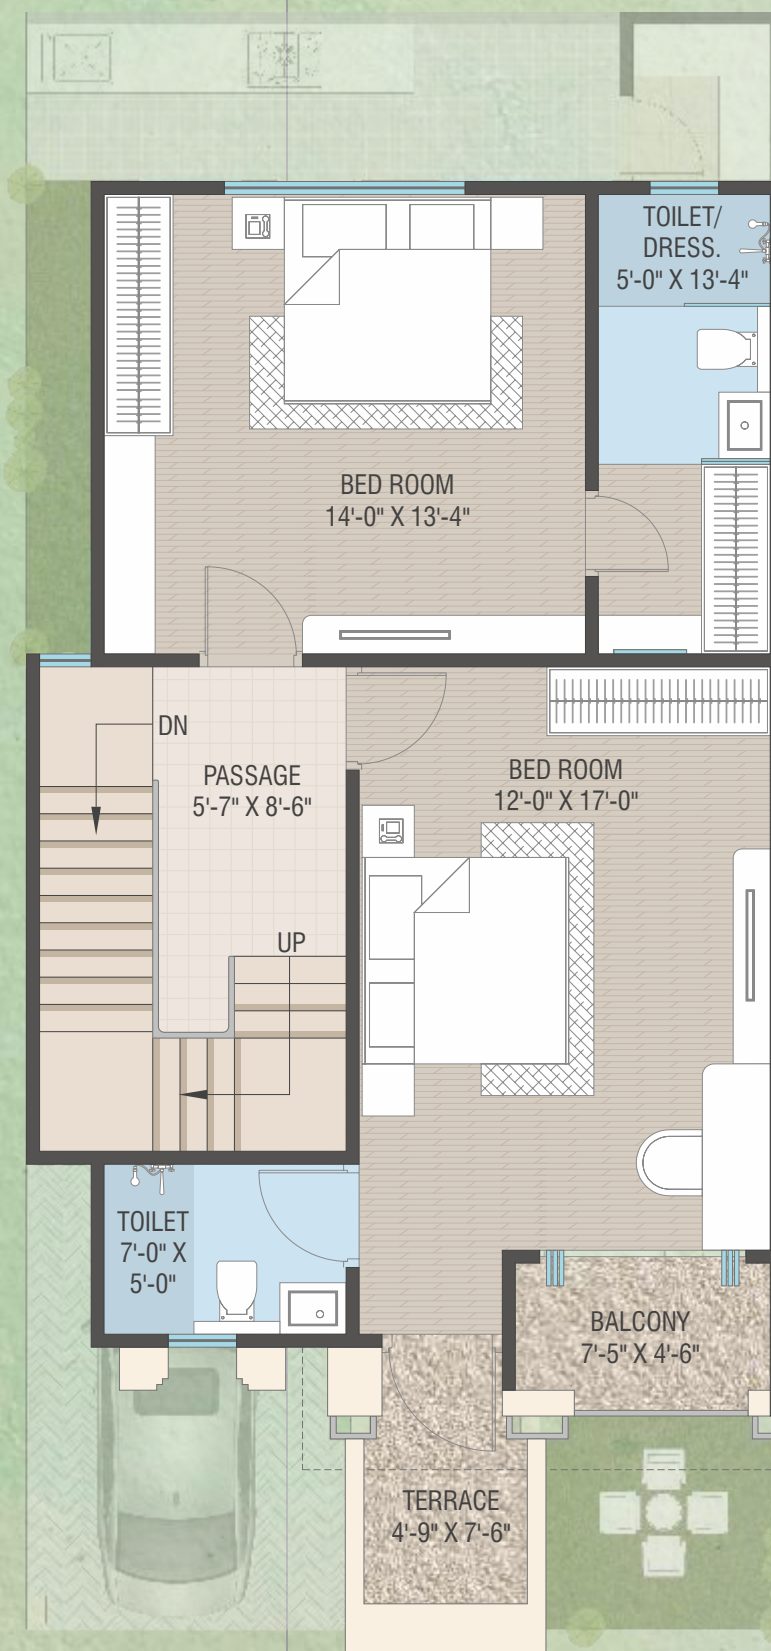 TOILET/
DRESS.
5'-0" X 13'-4"
BED ROOM
14'-0" X 13'-4"
DN
PASSAGE
5'-7" X 8'-6"
BED ROOM
12'-0" X 17'-0"
UP
TOILET
7'-0" X
5'-0"
BALCONY
7'-5" X 4'-6"
TERRACE
4'-9" X 7'-6"